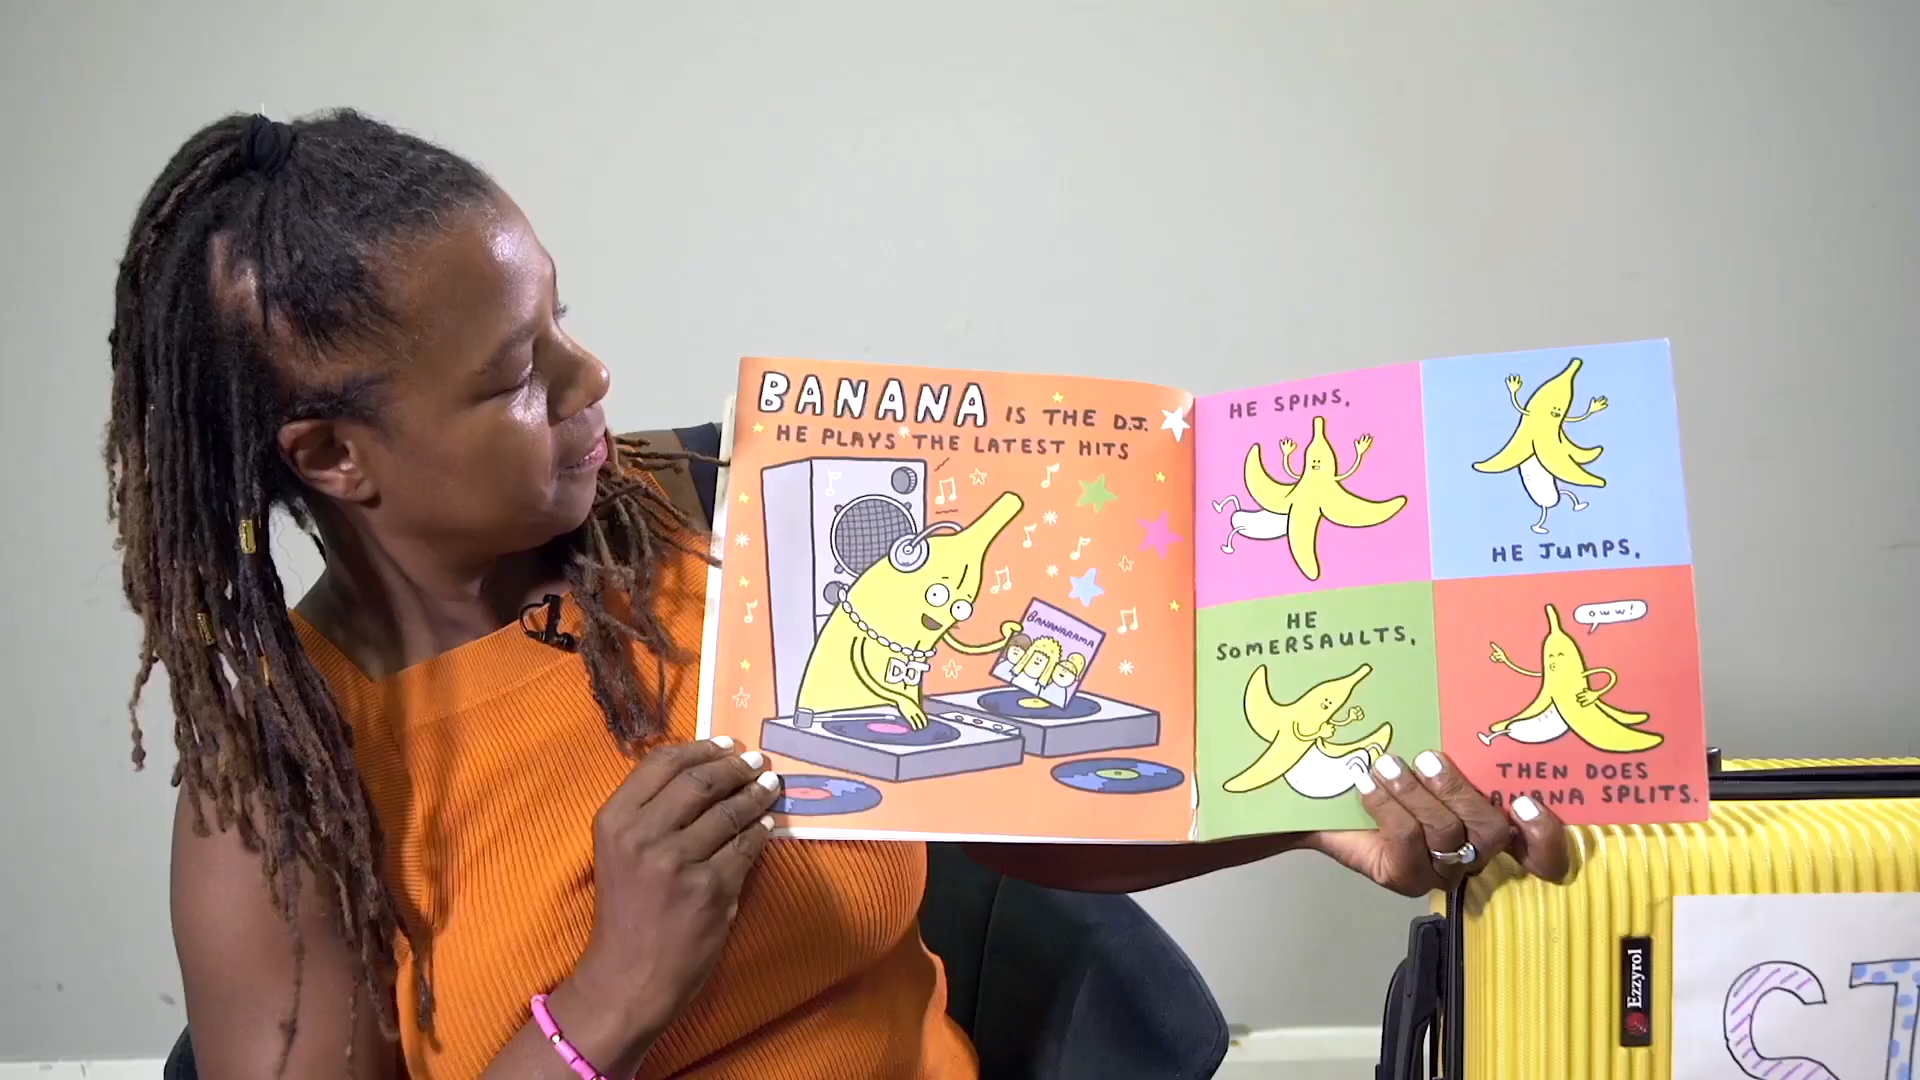 BANANA IS THE D.J.
HE PLAYS THE LATEST HITS
BANANARAMA
DJ
HE SPINS,
HE JUMPS,
HE
SOMERSAULTS,
oww!
THEN DOES
SPLITS.
Ezzyrol
ST